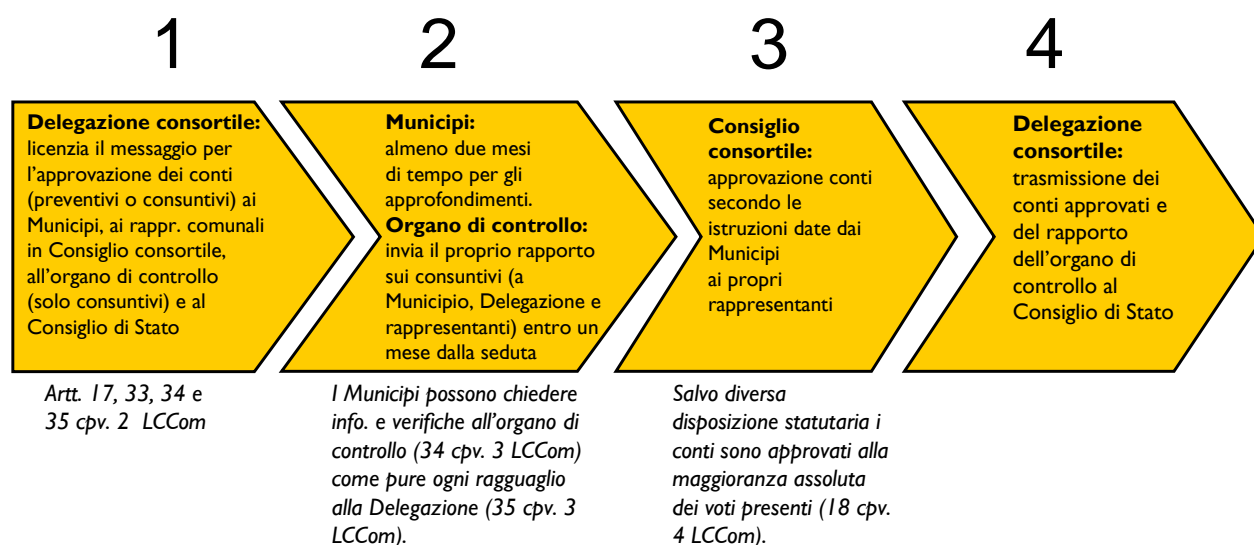 1
2
3
4
Delegazione consortile:
licenzia il messaggio per
l'approvazione dei conti
(preventivi o consuntivi) ai
Municipi, ai rappr. comunali
in Consiglio consortile,
all'organo di controllo
(solo consuntivi) e al
Consiglio di Stato
Municipi:
almeno due mesi
di tempo per gli
approfondimenti.
Organo di controllo:
invia il proprio rapporto
sui consuntivi (a
Municipio, Delegazione e
rappresentanti) entro un
mese dalla seduta
Consiglio
consortile:
approvazione conti
secondo le
istruzioni date dai
Municipi
ai propri
rappresentanti
Delegazione
consortile:
trasmissione dei
conti approvati e
del rapporto
dell'organo di
controllo al
Consiglio di Stato
Artt. 17, 33, 34 e
35 cpv. 2 LCCom
I Municipi possono chiedere
info. e verifiche all'organo di
controllo (34 cpv. 3 LCCom)
come pure ogni ragguaglio
alla Delegazione (35 cpv. 3
LCCom).
Salvo diversa
disposizione statutaria i
conti sono approvati alla
maggioranza assoluta
dei voti presenti (18 cpv.
4 LCCom).